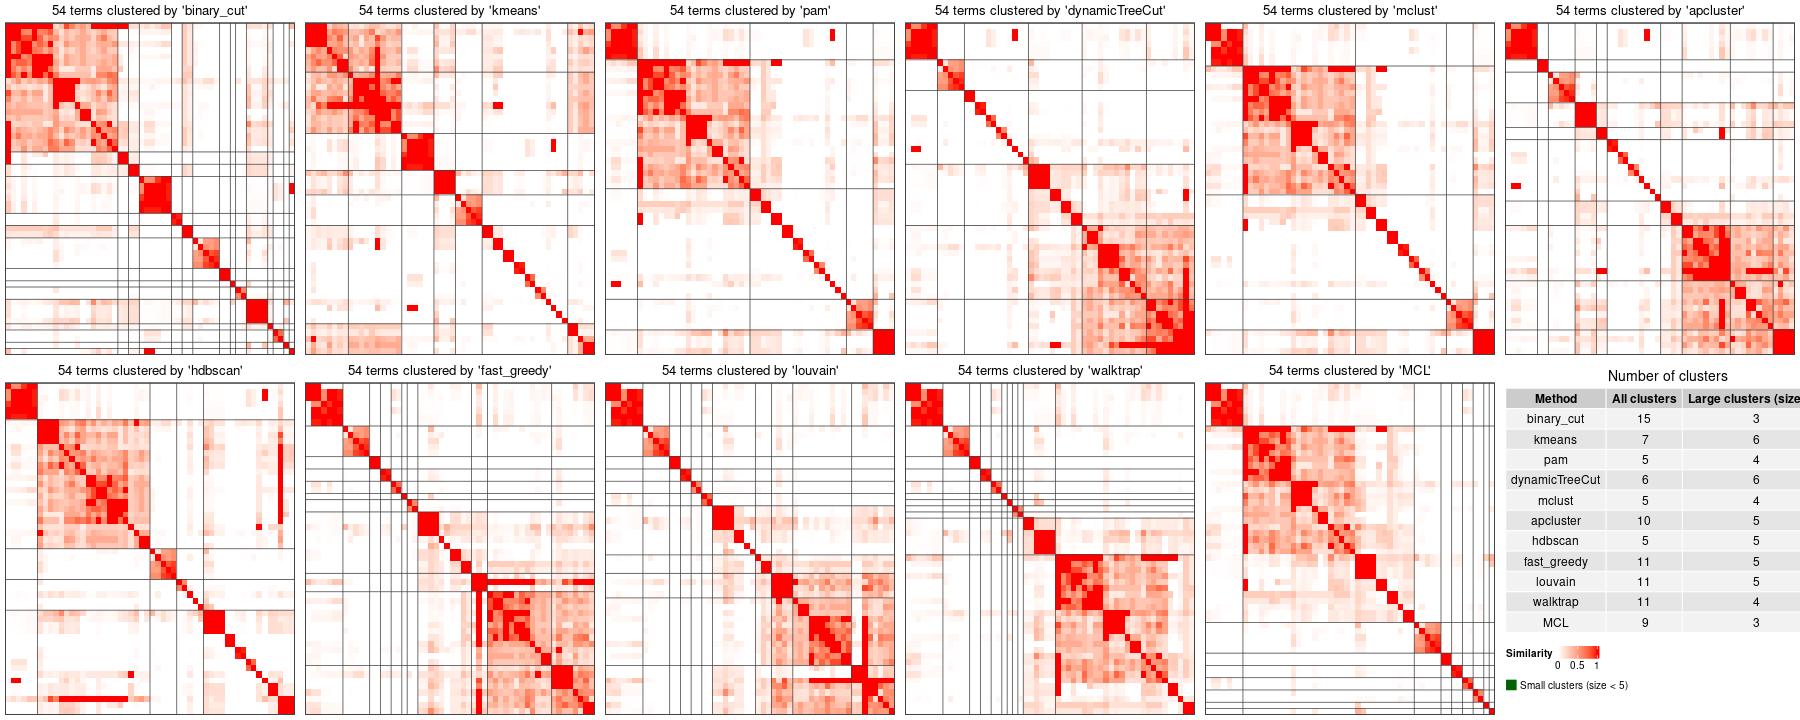 54 terms clustered by 'binary_cut'
54 terms clustered by 'kmeans'
54 terms clustered by 'pam'
54 terms clustered by 'dynamicTreeCut'
54 terms clustered by 'mclust'
54 terms clustered by 'apcluster'
54 terms clustered by 'hdbscan'
54 terms clustered by 'fast_greedy'
54 terms clustered by 'louvain'
54 terms clustered by 'walktrap'
54 terms clustered by 'MCL'
Number of clusters
Method All clusters Large clusters (size
binary_cut 15 3
kmeans 7 6
pam 5 4
dynamicTreeCut 6 6
mclust 5 4
apcluster 10 5
hdbscan 5 5
fast_greedy 11 5
louvain 11 5
walktrap 11 4
MCL 9 3
Similarity
0 0.5 1
Small clusters (size < 5)